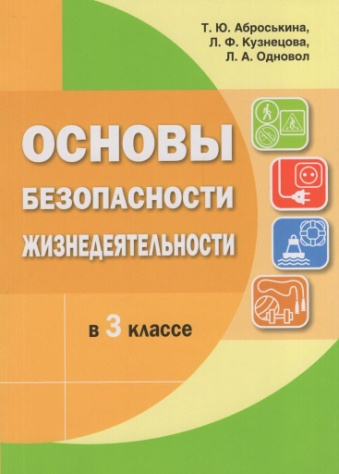 Т. Ю. Аброськина,
Л. Ф. Кузнецова,
Л. А. Одновол
ОСНОВЫ
БЕЗОПАСНОСТИ
ЖИЗНЕДЕЯТЕЛЬНОСТИ
в 3 классе